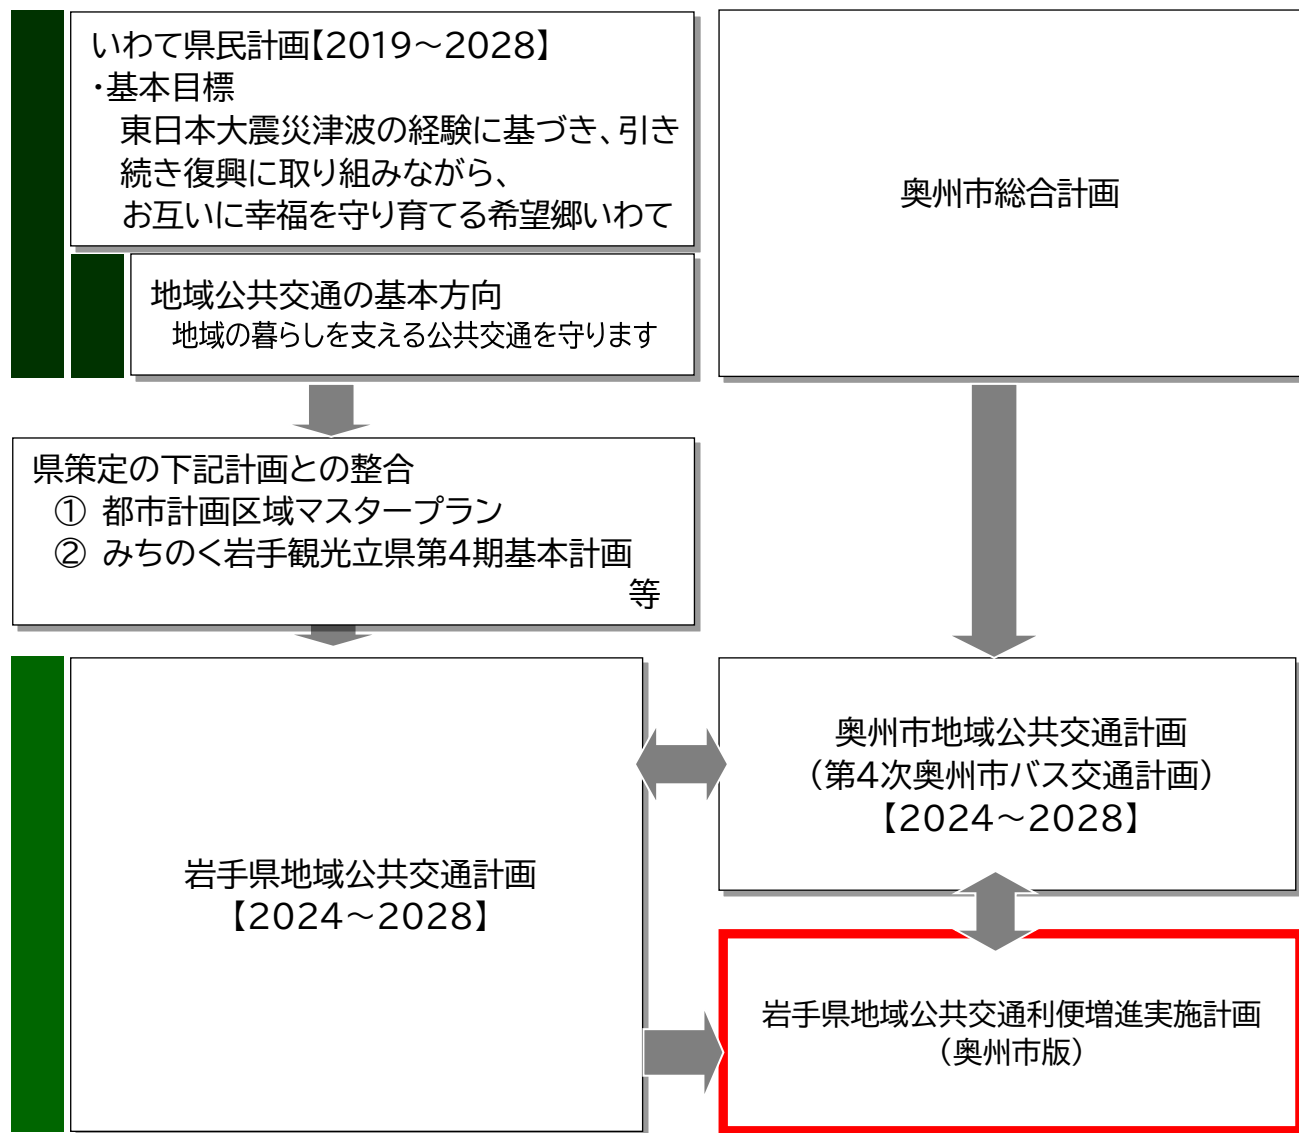 いわて県民計画【2019～2028】
・基本目標
東日本大震災津波の経験に基づき、引き
続き復興に取り組みながら、
お互いに幸福を守り育てる希望郷いわて
地域公共交通の基本方向
地域の暮らしを支える公共交通を守ります
奥州市総合計画
県策定の下記計画との整合
① 都市計画区域マスタープラン
② みちのく岩手観光立県第4期基本計画
等
岩手県地域公共交通計画
【2024～2028】
奥州市地域公共交通計画
（第4次奥州市バス交通計画）
【2024～2028】
岩手県地域公共交通利便増進実施計画
（奥州市版）